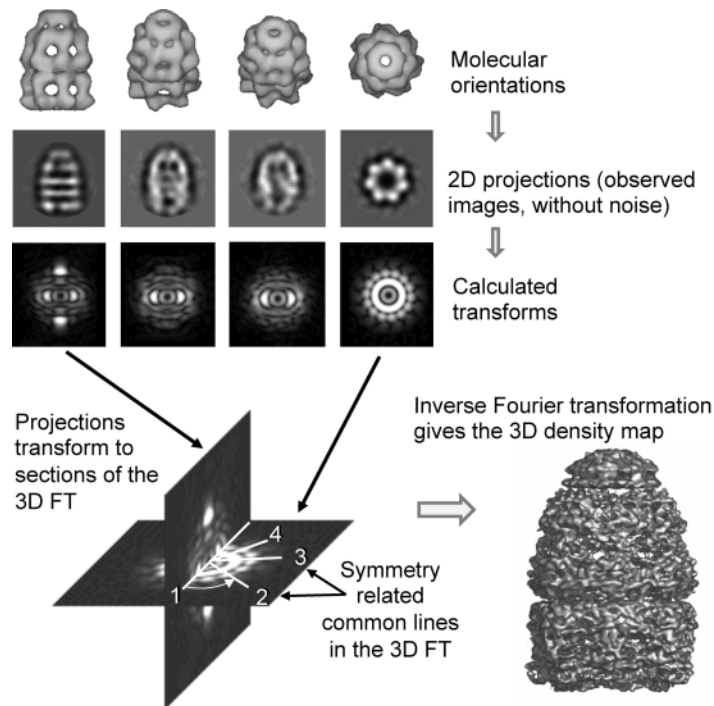 Molecular
orientations
2D projections (observed
images, without noise)
Calculated
transforms
Projections
transform to
sections of the
3D FT
Inverse Fourier transformation
gives the 3D density map
4
3
1
2
Symmetry
related
common lines
in the 3D FT